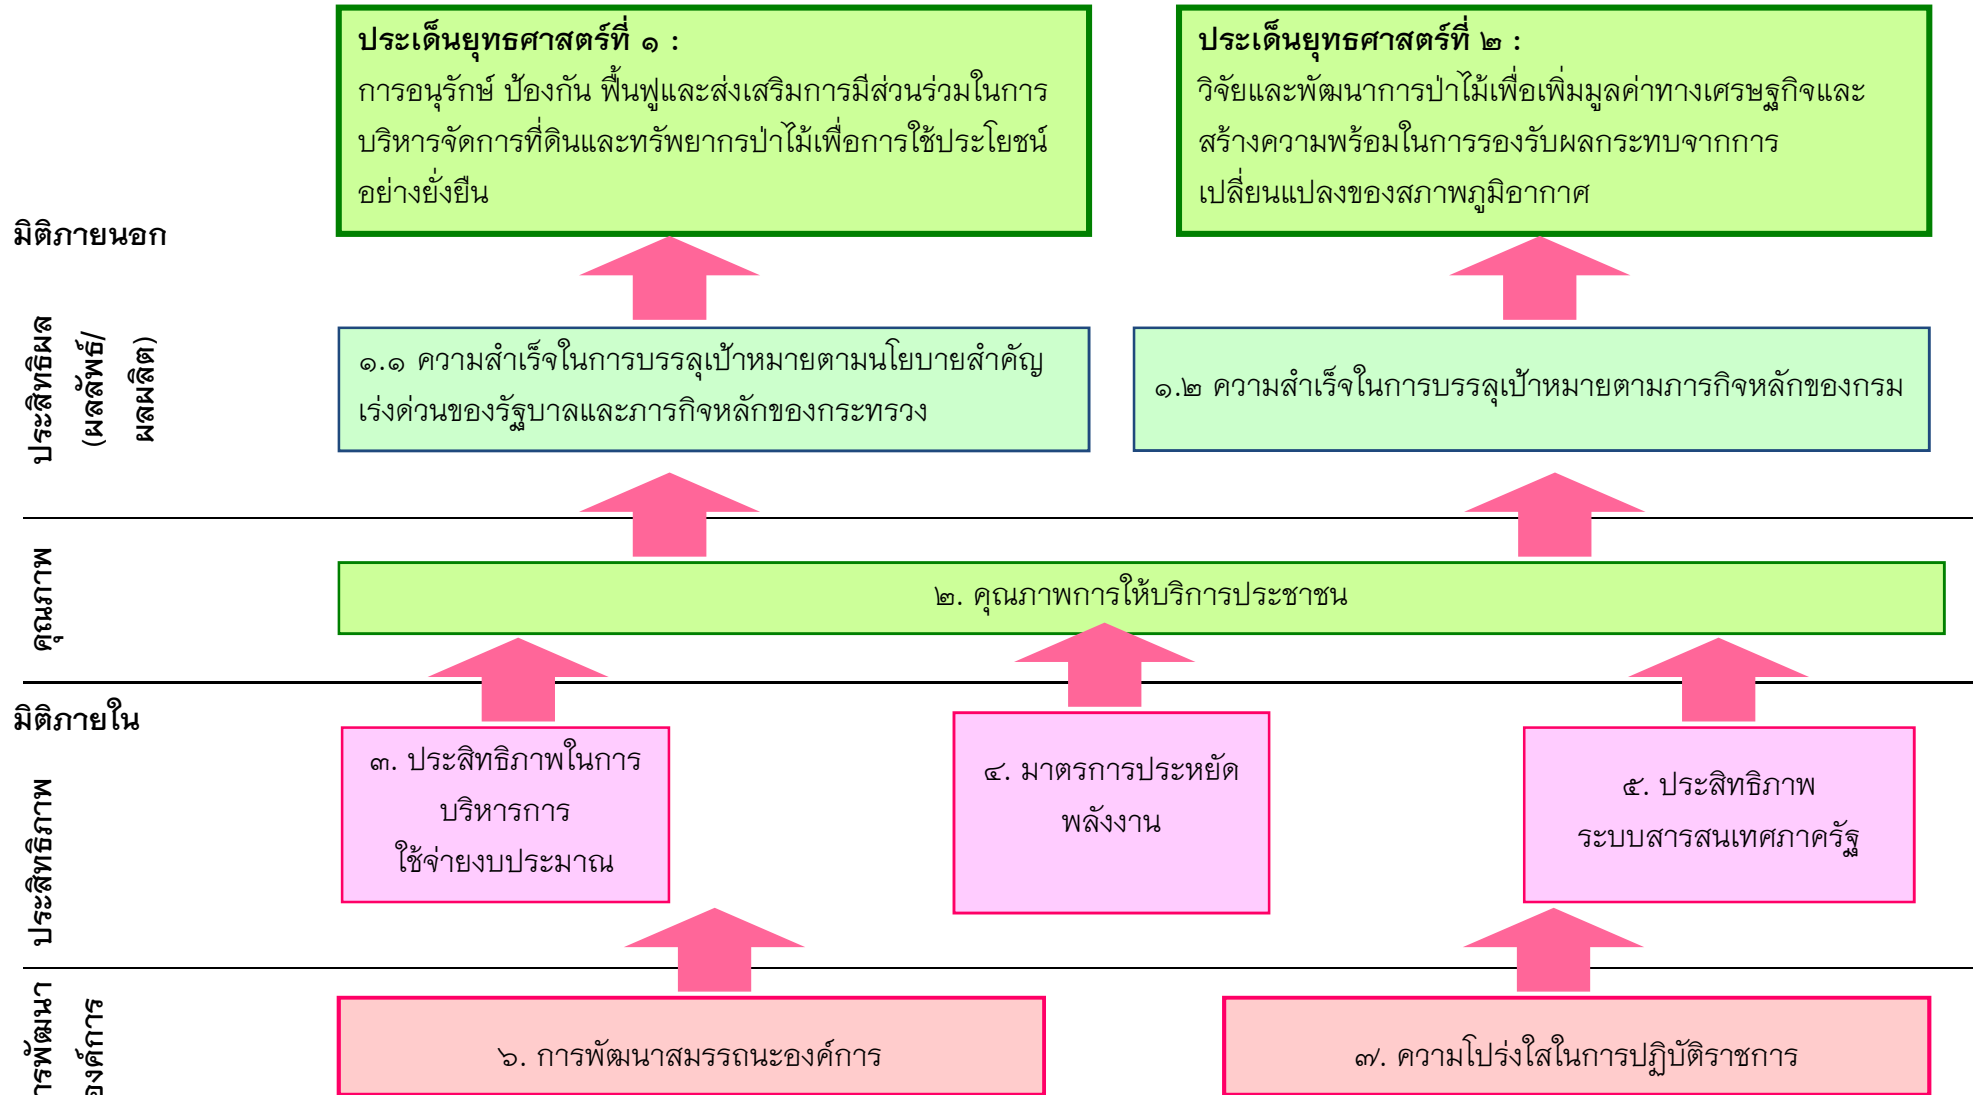 ประเด็นยุทธศาสตร์ที่ ๑ :
การอนุรักษ์ ป้องกัน ฟื้นฟูและส่งเสริมการมีส่วนร่วมในการ
บริหารจัดการที่ดินและทรัพยากรป่าไม้เพื่อการใช้ประโยชน์
อย่างยั่งยืน
ประเด็นยุทธศาสตร์ที่ ๒ :
วิจัยและพัฒนาการป่าไม้เพื่อเพิ่มมูลค่าทางเศรษฐกิจและ
สร้างความพร้อมในการรองรับผลกระทบจากการ
เปลี่ยนแปลงของสภาพภูมิอากาศ
มิติภายนอก
ประสิทธิผล
(ผลลัพธ์/
ผลผลิต)
๑.๑ ความสำเร็จในการบรรลุเป้าหมายตามนโยบายสำคัญ
เร่งด่วนของรัฐบาลและภารกิจหลักของกระทรวง
๑.๒ ความสำเร็จในการบรรลุเป้าหมายตามภารกิจหลักของกรม
คุณภาพ
๒. คุณภาพการให้บริการประชาชน
มิติภายใน
ประสิทธิภาพ
๓. ประสิทธิภาพในการ
บริหารการ
ใช้จ่ายงบประมาณ
๔. มาตรการประหยัด
พลังงาน
๕. ประสิทธิภาพ
ระบบสารสนเทศภาครัฐ
ารพัฒนา
องค์การ
๖. การพัฒนาสมรรถนะองค์การ
๗. ความโปร่งใสในการปฏิบัติราชการ